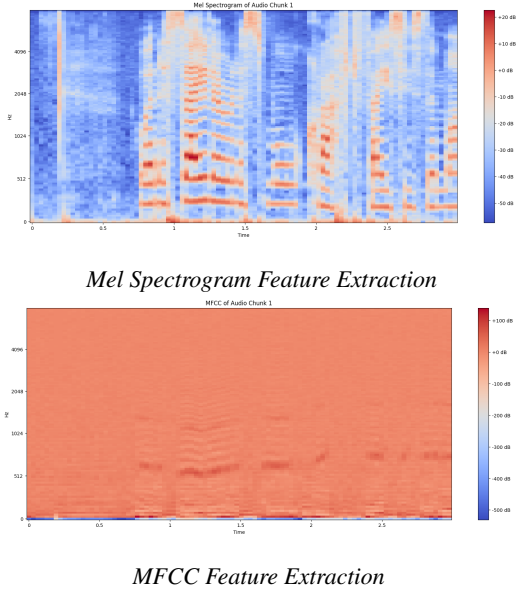 Mel Spectrogram of Audio Chunk 1
4096
2048
1024
512
0
Hz
0
0.5
1
1.5
2
2.5
Time
+20 dB
+10 dB
+0 dB
-10 dB
-20 dB
-30 dB
-40 dB
-50 dB
Mel Spectrogram Feature Extraction
MFCC of Audio Chunk 1
4096
2048
1024
512
0
Hz
0
0.5
1
1.5
2
2.5
Time
+100 dB
+0 dB
-100 dB
-200 dB
-300 dB
-400 dB
-500 dB
MFCC Feature Extraction